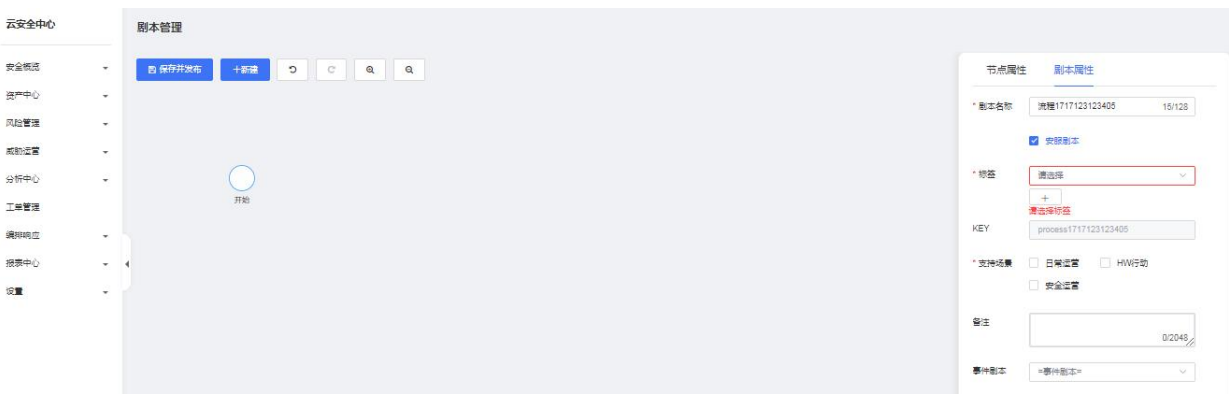 云安全中心
剧本管理
安全概览
资产中心
风险管理
威胁运营
分析中心
工单管理
编排响应
报表中心
设置
保存并发布
+新建
开始
节点属性 剧本属性
* 剧本名称 流程1717123123405 15/128
安服剧本
* 标签 请选择
+
请选择标签
KEY process1717123123405
* 支持场景 日常运营 HW行动
安全运营
备注
0/2048
事件剧本 =事件剧本=